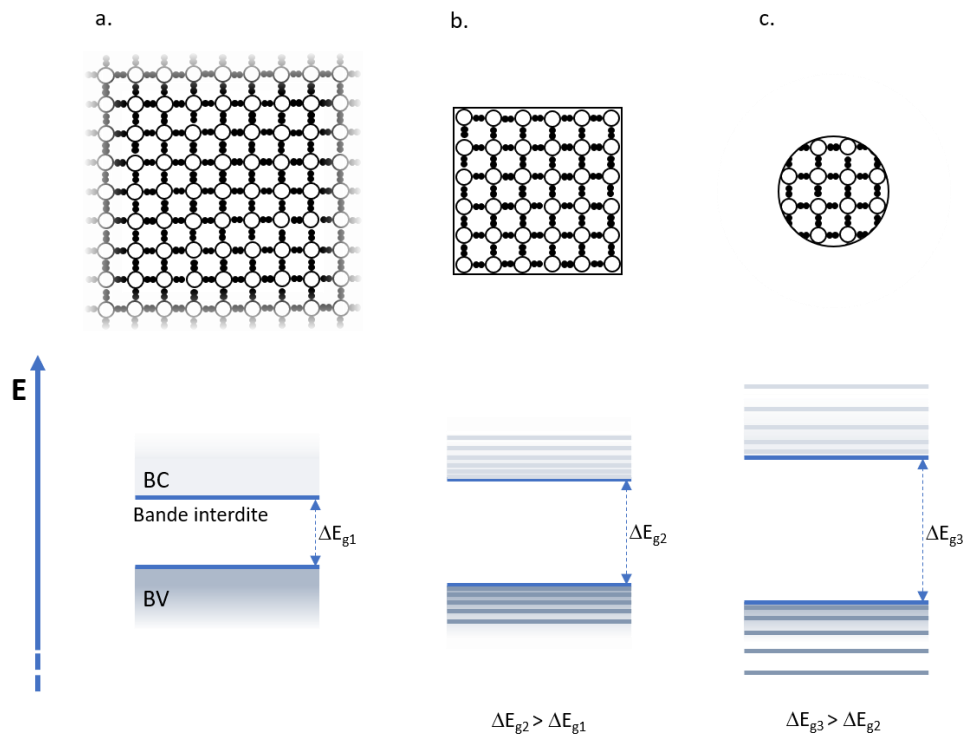 a.
b.
c.
E
BC
Bande interdite
ΔEg1
BV
ΔEg2
ΔEg3
ΔEg2 > ΔEg1
ΔEg3 > ΔEg2